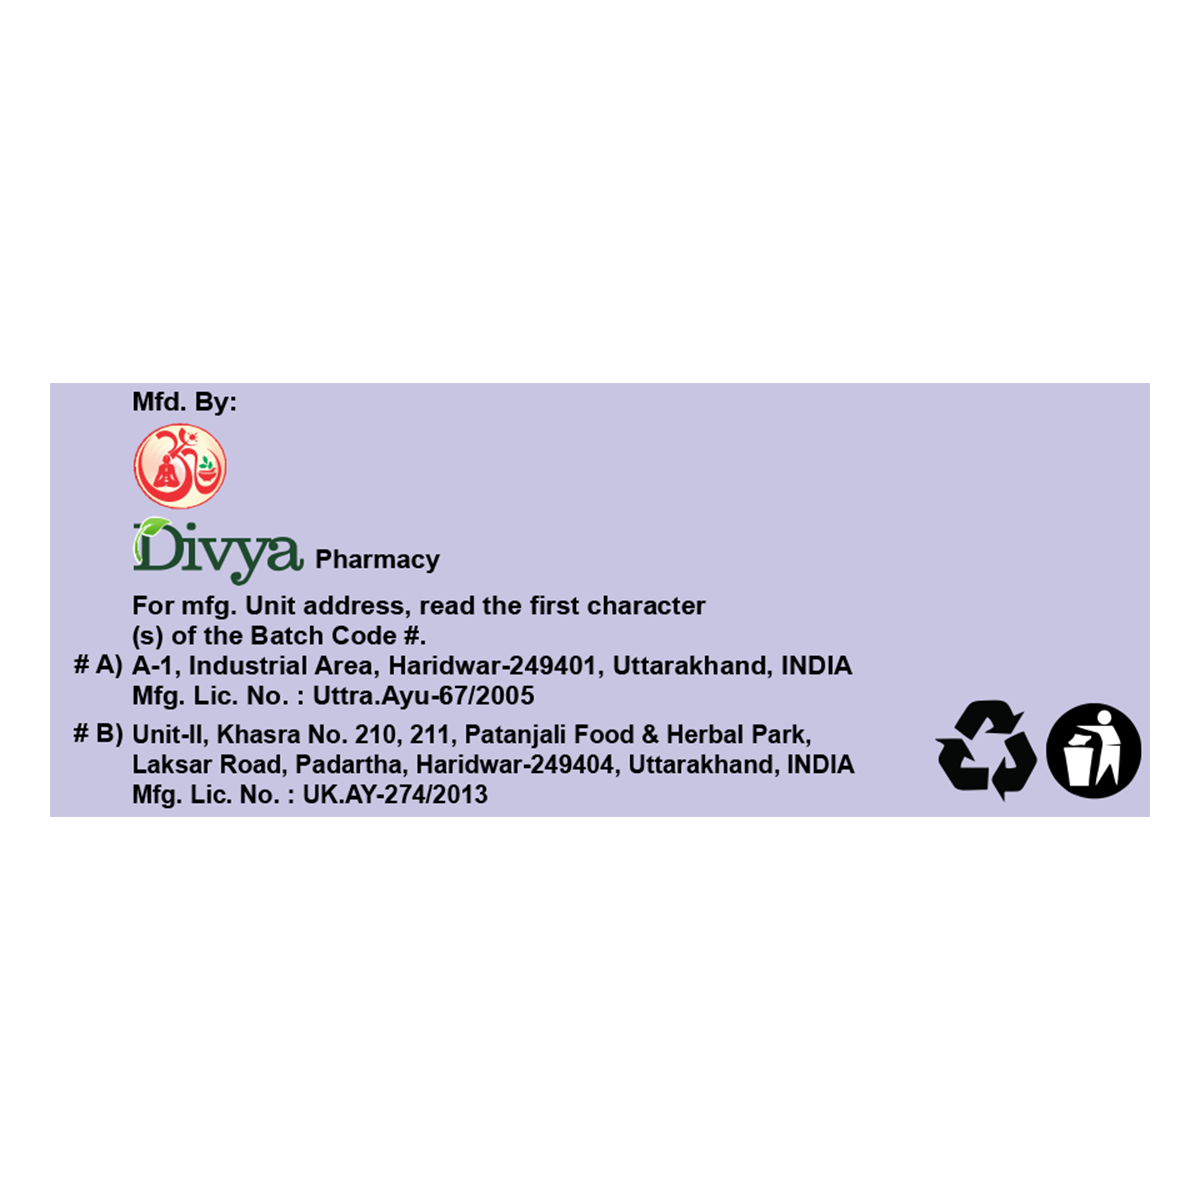 Mfd. By:
Divya Pharmacy
For mfg. Unit address, read the first character
(s) of the Batch Code #.
# A) A-1, Industrial Area, Haridwar-249401, Uttarakhand, INDIA
Mfg. Lic. No. : Uttra.Ayu-67/2005
# B) Unit-II, Khasra No. 210, 211, Patanjali Food & Herbal Park,
Laksar Road, Padartha, Haridwar-249404, Uttarakhand, INDIA
Mfg. Lic. No. : UK.AY-274/2013